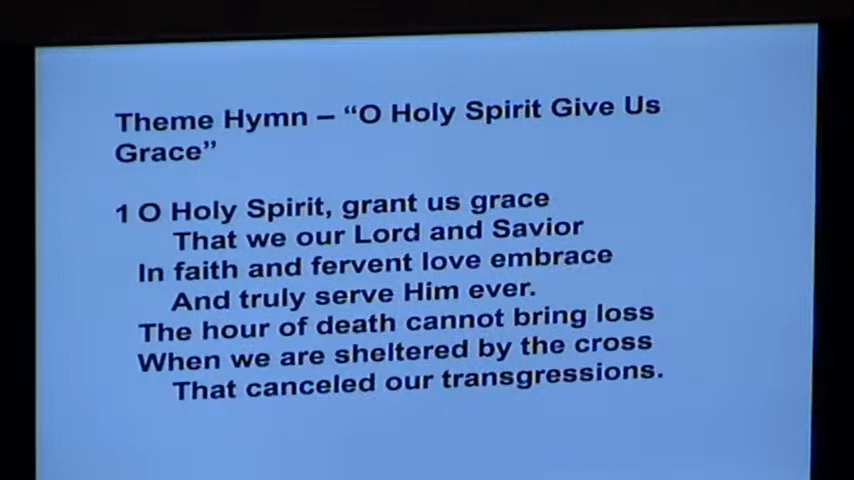 Theme Hymn – “O Holy Spirit Give Us
Grace”
1 O Holy Spirit, grant us grace
That we our Lord and Savior
In faith and fervent love embrace
And truly serve Him ever.
The hour of death cannot bring loss
When we are sheltered by the cross
That canceled our transgressions.